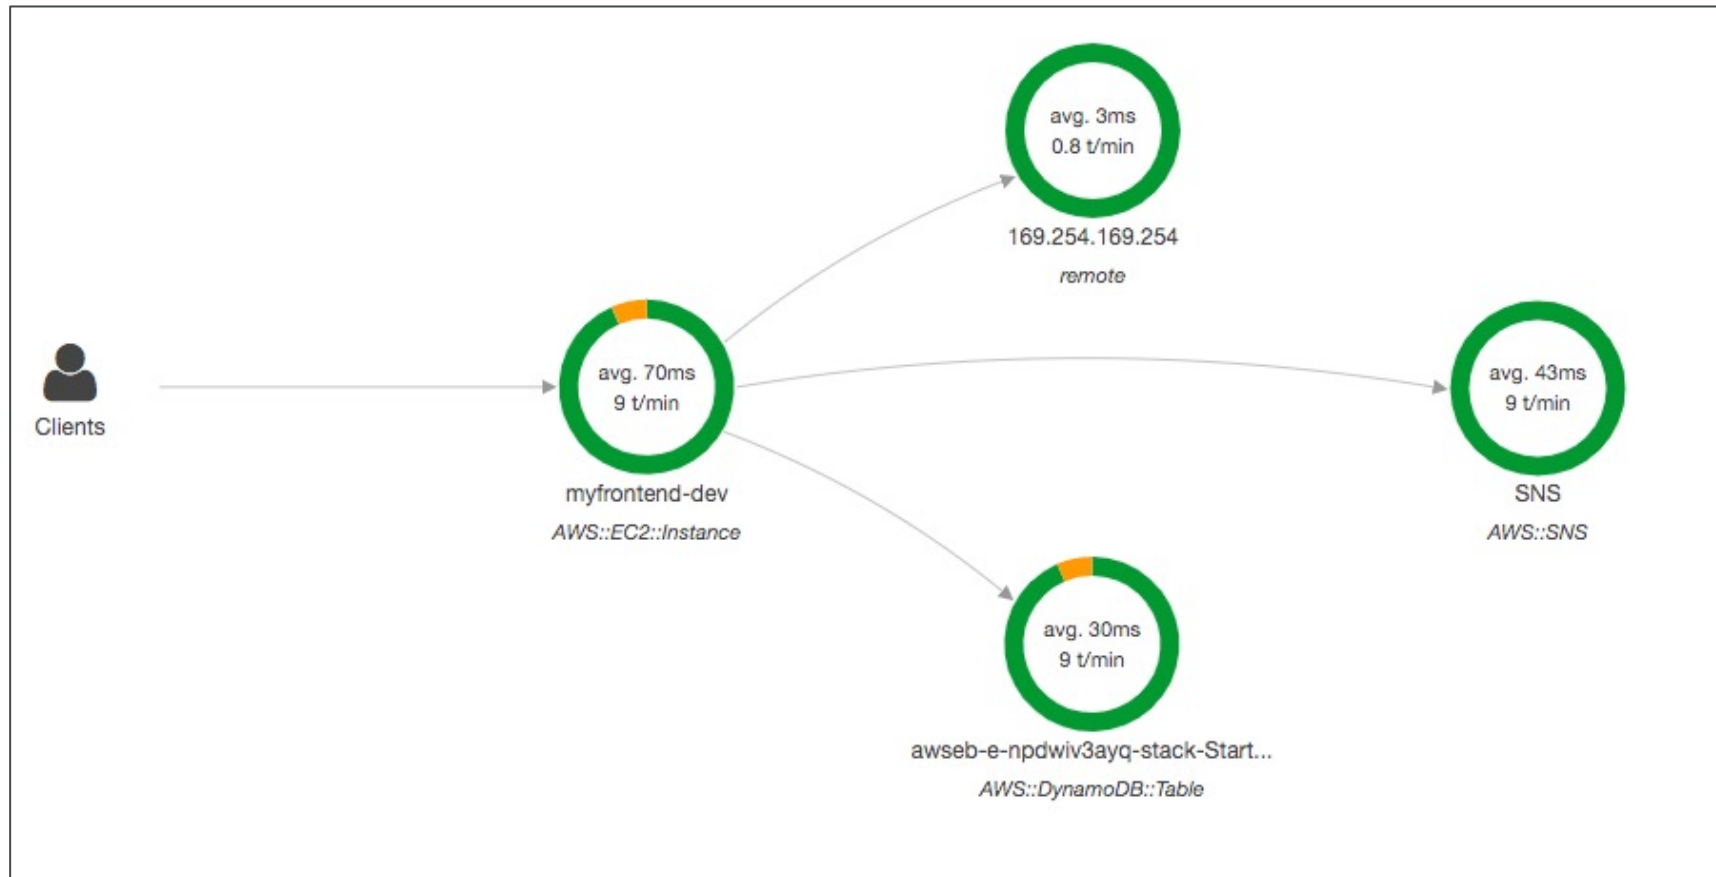 avg. 3ms
0.8 t/min
169.254.169.254
remote
Clients
avg. 70ms
9 t/min
myfrontend-dev
AWS::EC2::Instance
avg. 43ms
9 t/min
SNS
AWS::SNS
avg. 30ms
9 t/min
awseb-e-npdwiv3ayq-stack-Start...
AWS::DynamoDB::Table